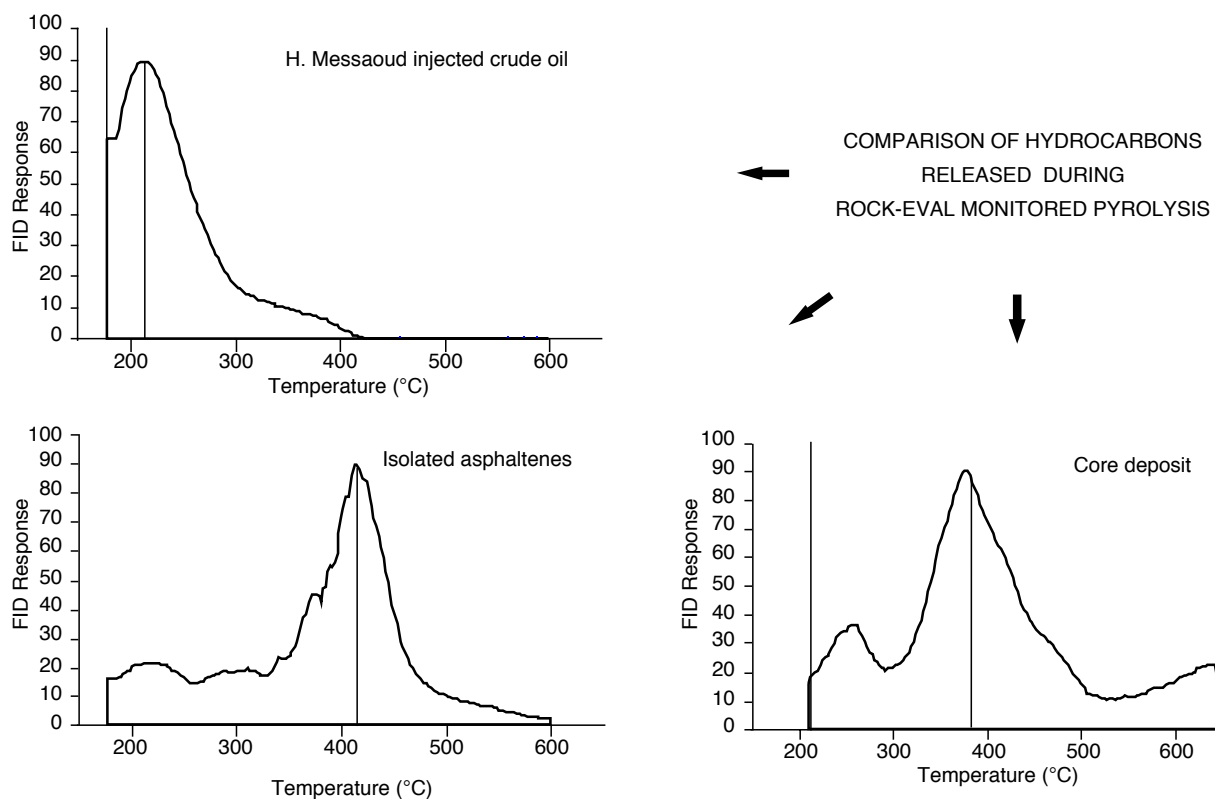 100
90
80
70
60
50
40
30
20
10
0
FID Response
H. Messaoud injected crude oil
200 300 400 500 600
Temperature (°C)
COMPARISON OF HYDROCARBONS
RELEASED DURING
ROCK-EVAL MONITORED PYROLYSIS
100
90
80
70
60
50
40
30
20
10
0
FID Response
Isolated asphaltenes
200 300 400 500 600
Temperature (°C)
100
90
80
70
60
50
40
30
20
10
0
FID Response
Core deposit
200 300 400 500 600
Temperature (°C)